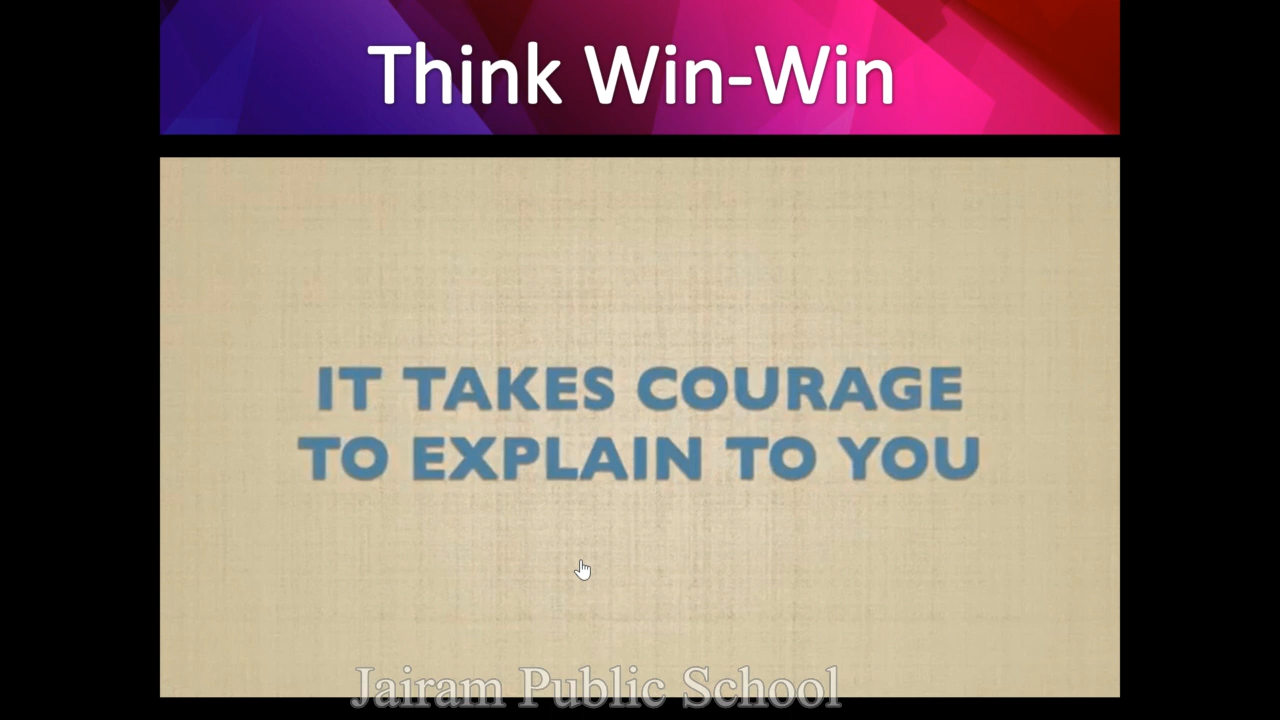 Think Win-Win
IT TAKES COURAGE
TO EXPLAIN TO YOU
Jairam Public School